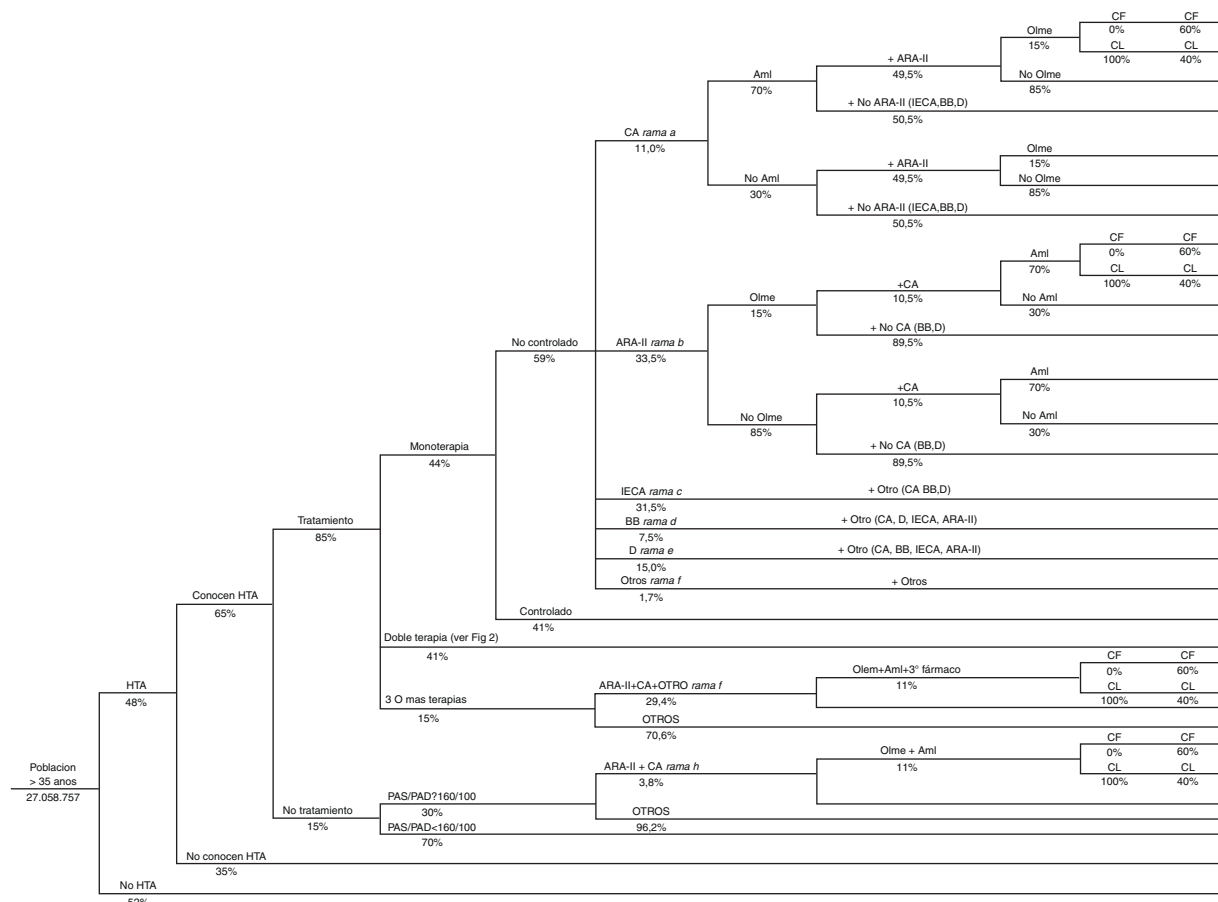 CF CF
Olme 0% 60%
15% CL CL
+ ARA-II 100% 40%
Aml 49,5% No Olme
70% 85%
+ No ARA-II (IECA,BB,D)
50,5%
CA rama a
11,0% Olme
+ ARA-II 15%
No Aml 49,5% No Olme
30% 85%
+ No ARA-II (IECA,BB,D)
50,5%
CF CF
Aml 0% 60%
70% CL CL
+CA 100% 40%
Olme 10,5% No Aml
15% 30%
+ No CA (BB,D)
No controlado ARA-II rama b 89,5%
59% 33,5%
Aml
+CA 70%
10,5%
No Olme No Aml
85% 30%
Monoterapia + No CA (BB,D)
44% 89,5%
IECA rama c + Otro (CA BB,D)
31,5%
Tratamiento BB rama d + Otro (CA, D, IECA, ARA-II)
85% 7,5%
D rama e + Otro (CA, BB, IECA, ARA-II)
15,0%
Otros rama f + Otros
Conocen HTA 1,7%
65% Controlado
41%
Doble terapia (ver Fig 2)
41% CF CF
Olem+Aml+3° fármaco 0% 60%
HTA ARA-II+CA+OTRO rama f 11% CL CL
48% 3 O mas terapias 29,4% 100% 40%
15% OTROS
70,6%
CF CF
Olme + Aml 0% 60%
Poblacion ARA-II + CA rama h 11% CL CL
> 35 anos 3,8% 100% 40%
27.058.757 PAS/PAD?160/100
No tratamiento 30% OTROS
15% PAS/PAD<160/100 96,2%
70%
No conocen HTA
35%
No HTA
52%